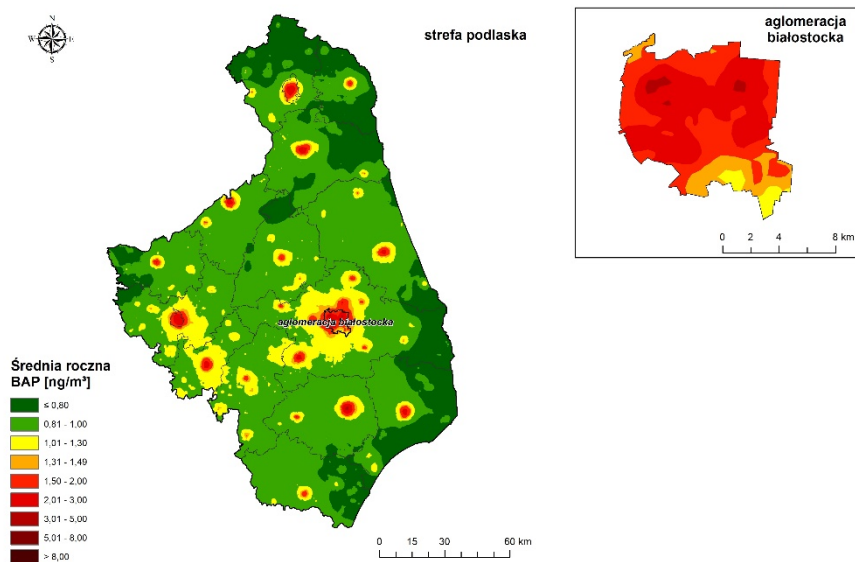 N
W
E
S
strefa podlaska
aglomeracja
białostocka
0 2 4 8 km
aglomeracja białostocka
Średnia roczna
BAP [ng/m³]
≤ 0,80
0,81 - 1,00
1,01 - 1,30
1,31 - 1,49
1,50 - 2,00
2,01 - 3,00
3,01 - 5,00
5,01 - 8,00
> 8,00
0 15 30 60 km